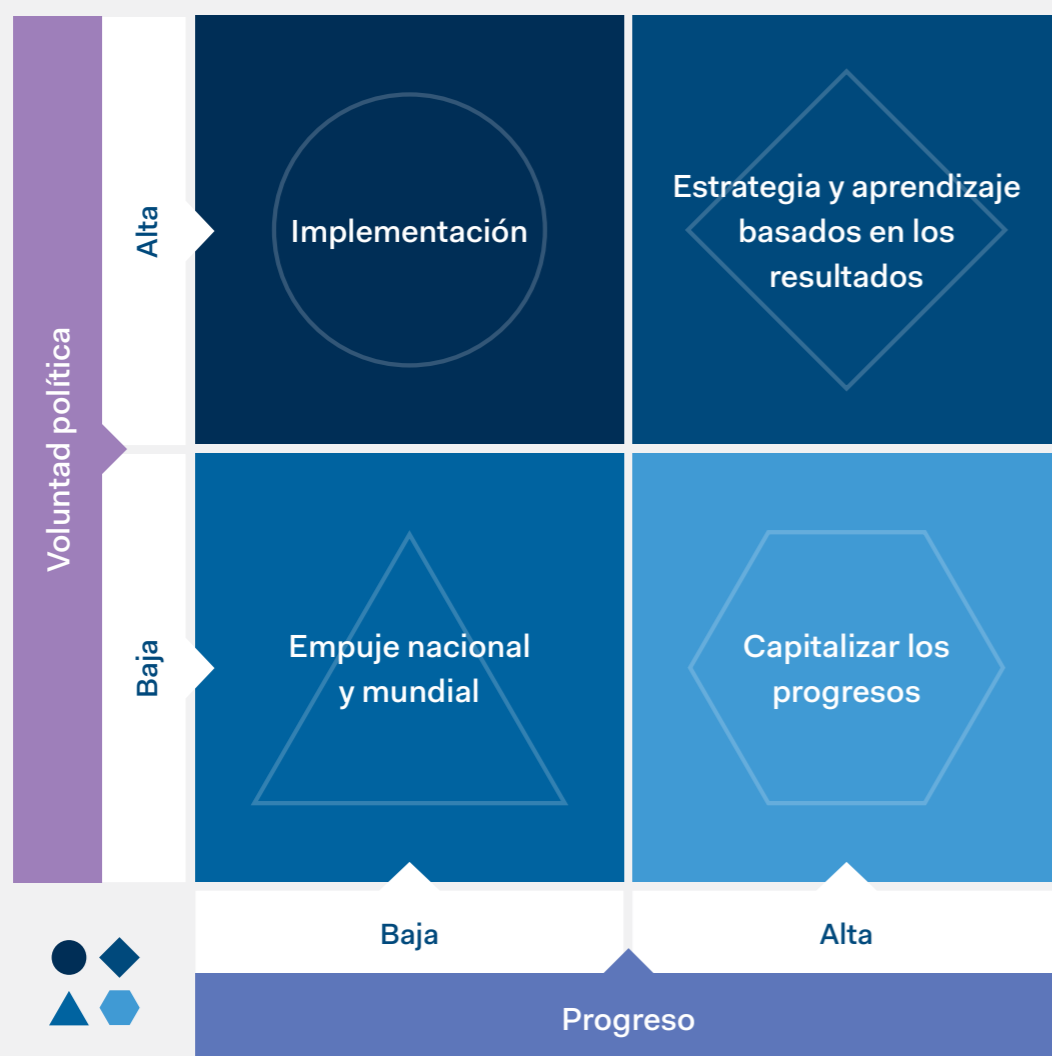 Voluntad política
Alta
Implementación
Estrategia y aprendizaje
basados en los
resultados
Baja
Empuje nacional
y mundial
Capitalizar los
progresos
Baja
Alta
Progreso